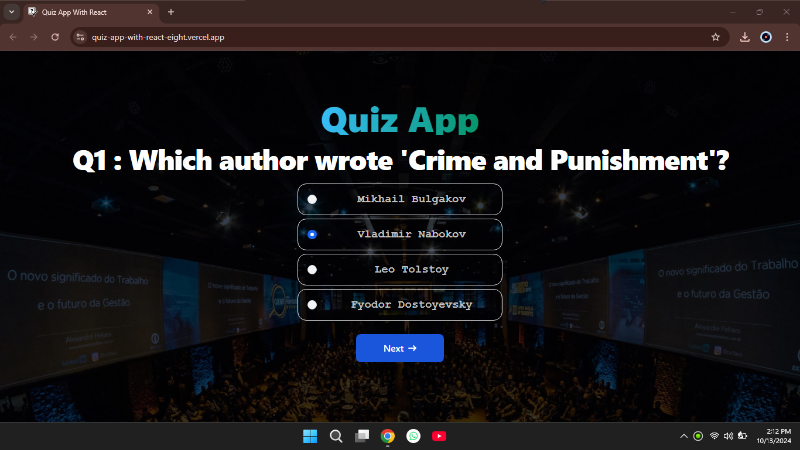 Quiz App With React
quiz-app-with-react-eight.vercel.app
Quiz App
Q1 : Which author wrote 'Crime and Punishment'?
Mikhail Bulgakov
Vladimir Nabokov
Leo Tolstoy
Fyodor Dostoyevsky
Next →
O novo significado do Trabalho
e o futuro da Gestão
O novo significado do Trabalho
e o futuro da Gestão
2:12 PM
10/13/2024